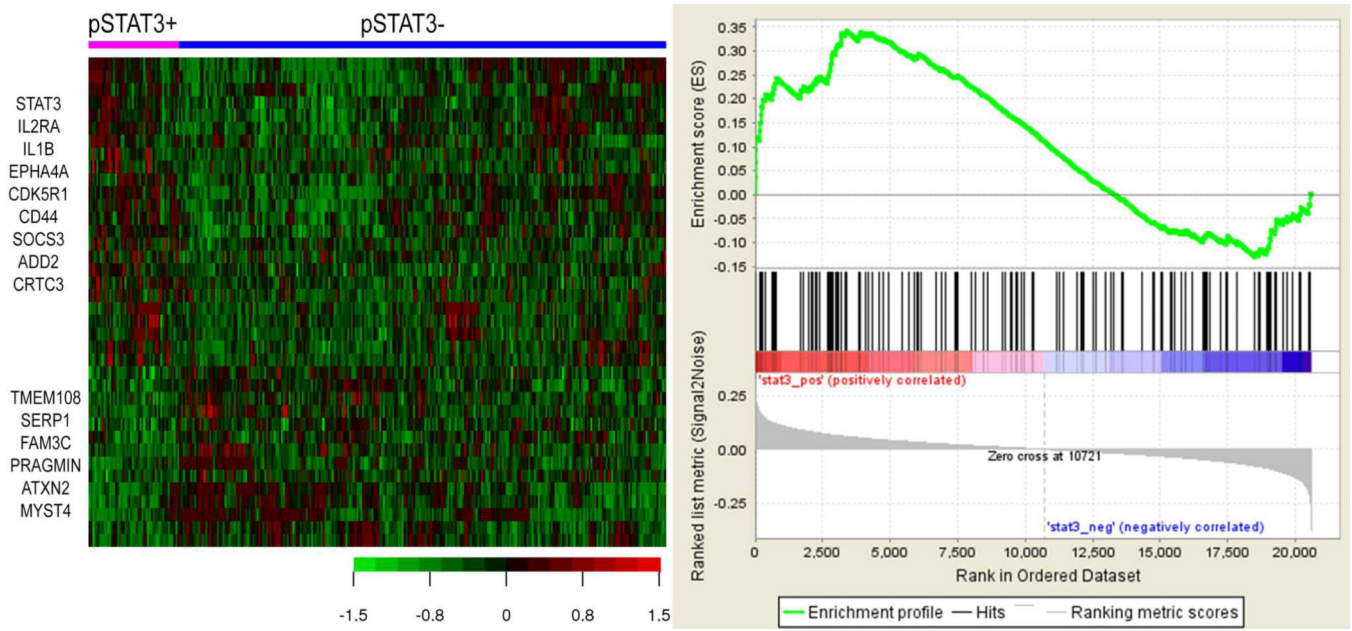 pSTAT3+ pSTAT3-
STAT3
IL2RA
IL1B
EPHA4A
CDK5R1
CD44
SOCS3
ADD2
CRTC3
TMEM108
SERP1
FAM3C
PRAGMIN
ATXN2
MYST4
-1.5 -0.8 0 0.8 1.5
Enrichment score (ES)
0.35
0.30
0.25
0.20
0.15
0.10
0.05
0.00
-0.05
-0.10
-0.15
Ranked list metric (Signal2Noise)
'stat3_pos' (positively correlated)
0.25
0.00
Zero cross at 10721
-0.25
'stat3_neg' (negatively correlated)
0 2,500 5,000 7,500 10,000 12,500 15,000 17,500 20,000
Rank in Ordered Dataset
Enrichment profile Hits Ranking metric scores